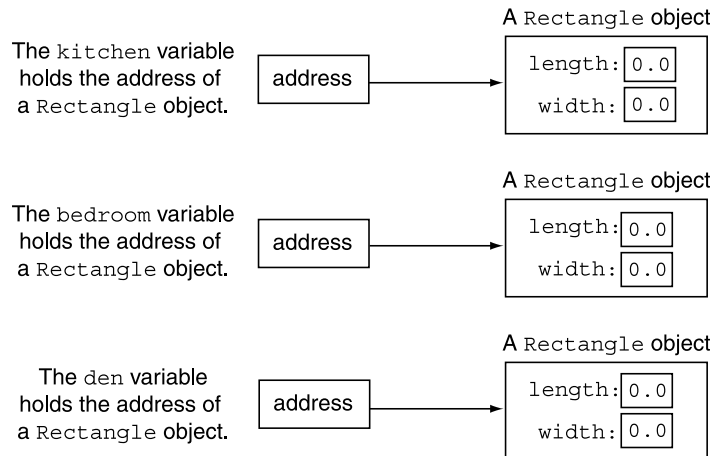 A Rectangle object
The kitchen variable
holds the address of
a Rectangle object.
address
length: 0.0
width: 0.0
A Rectangle object
The bedroom variable
holds the address of
a Rectangle object.
address
length: 0.0
width: 0.0
A Rectangle object
The den variable
holds the address of
a Rectangle object.
address
length: 0.0
width: 0.0